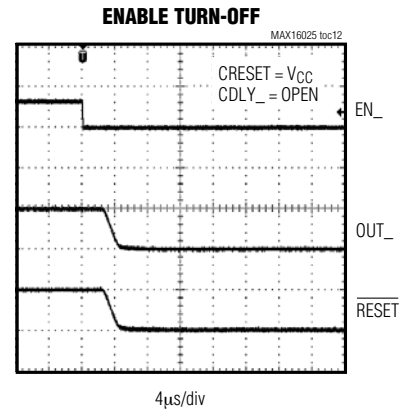 ENABLE TURN-OFF
MAX16025 toc12
CRESET = VCC
CDLY_ = OPEN
EN_
OUT_
RESET
4µs/div